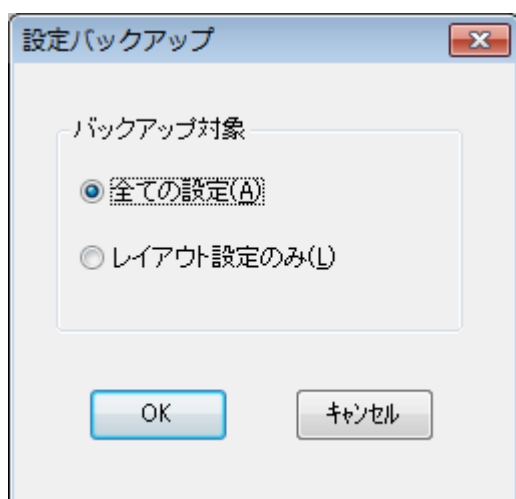 設定バックアップ
バックアップ対象
全ての設定(A)
レイアウト設定のみ(L)
OK
ｷｬﾝｾﾙ